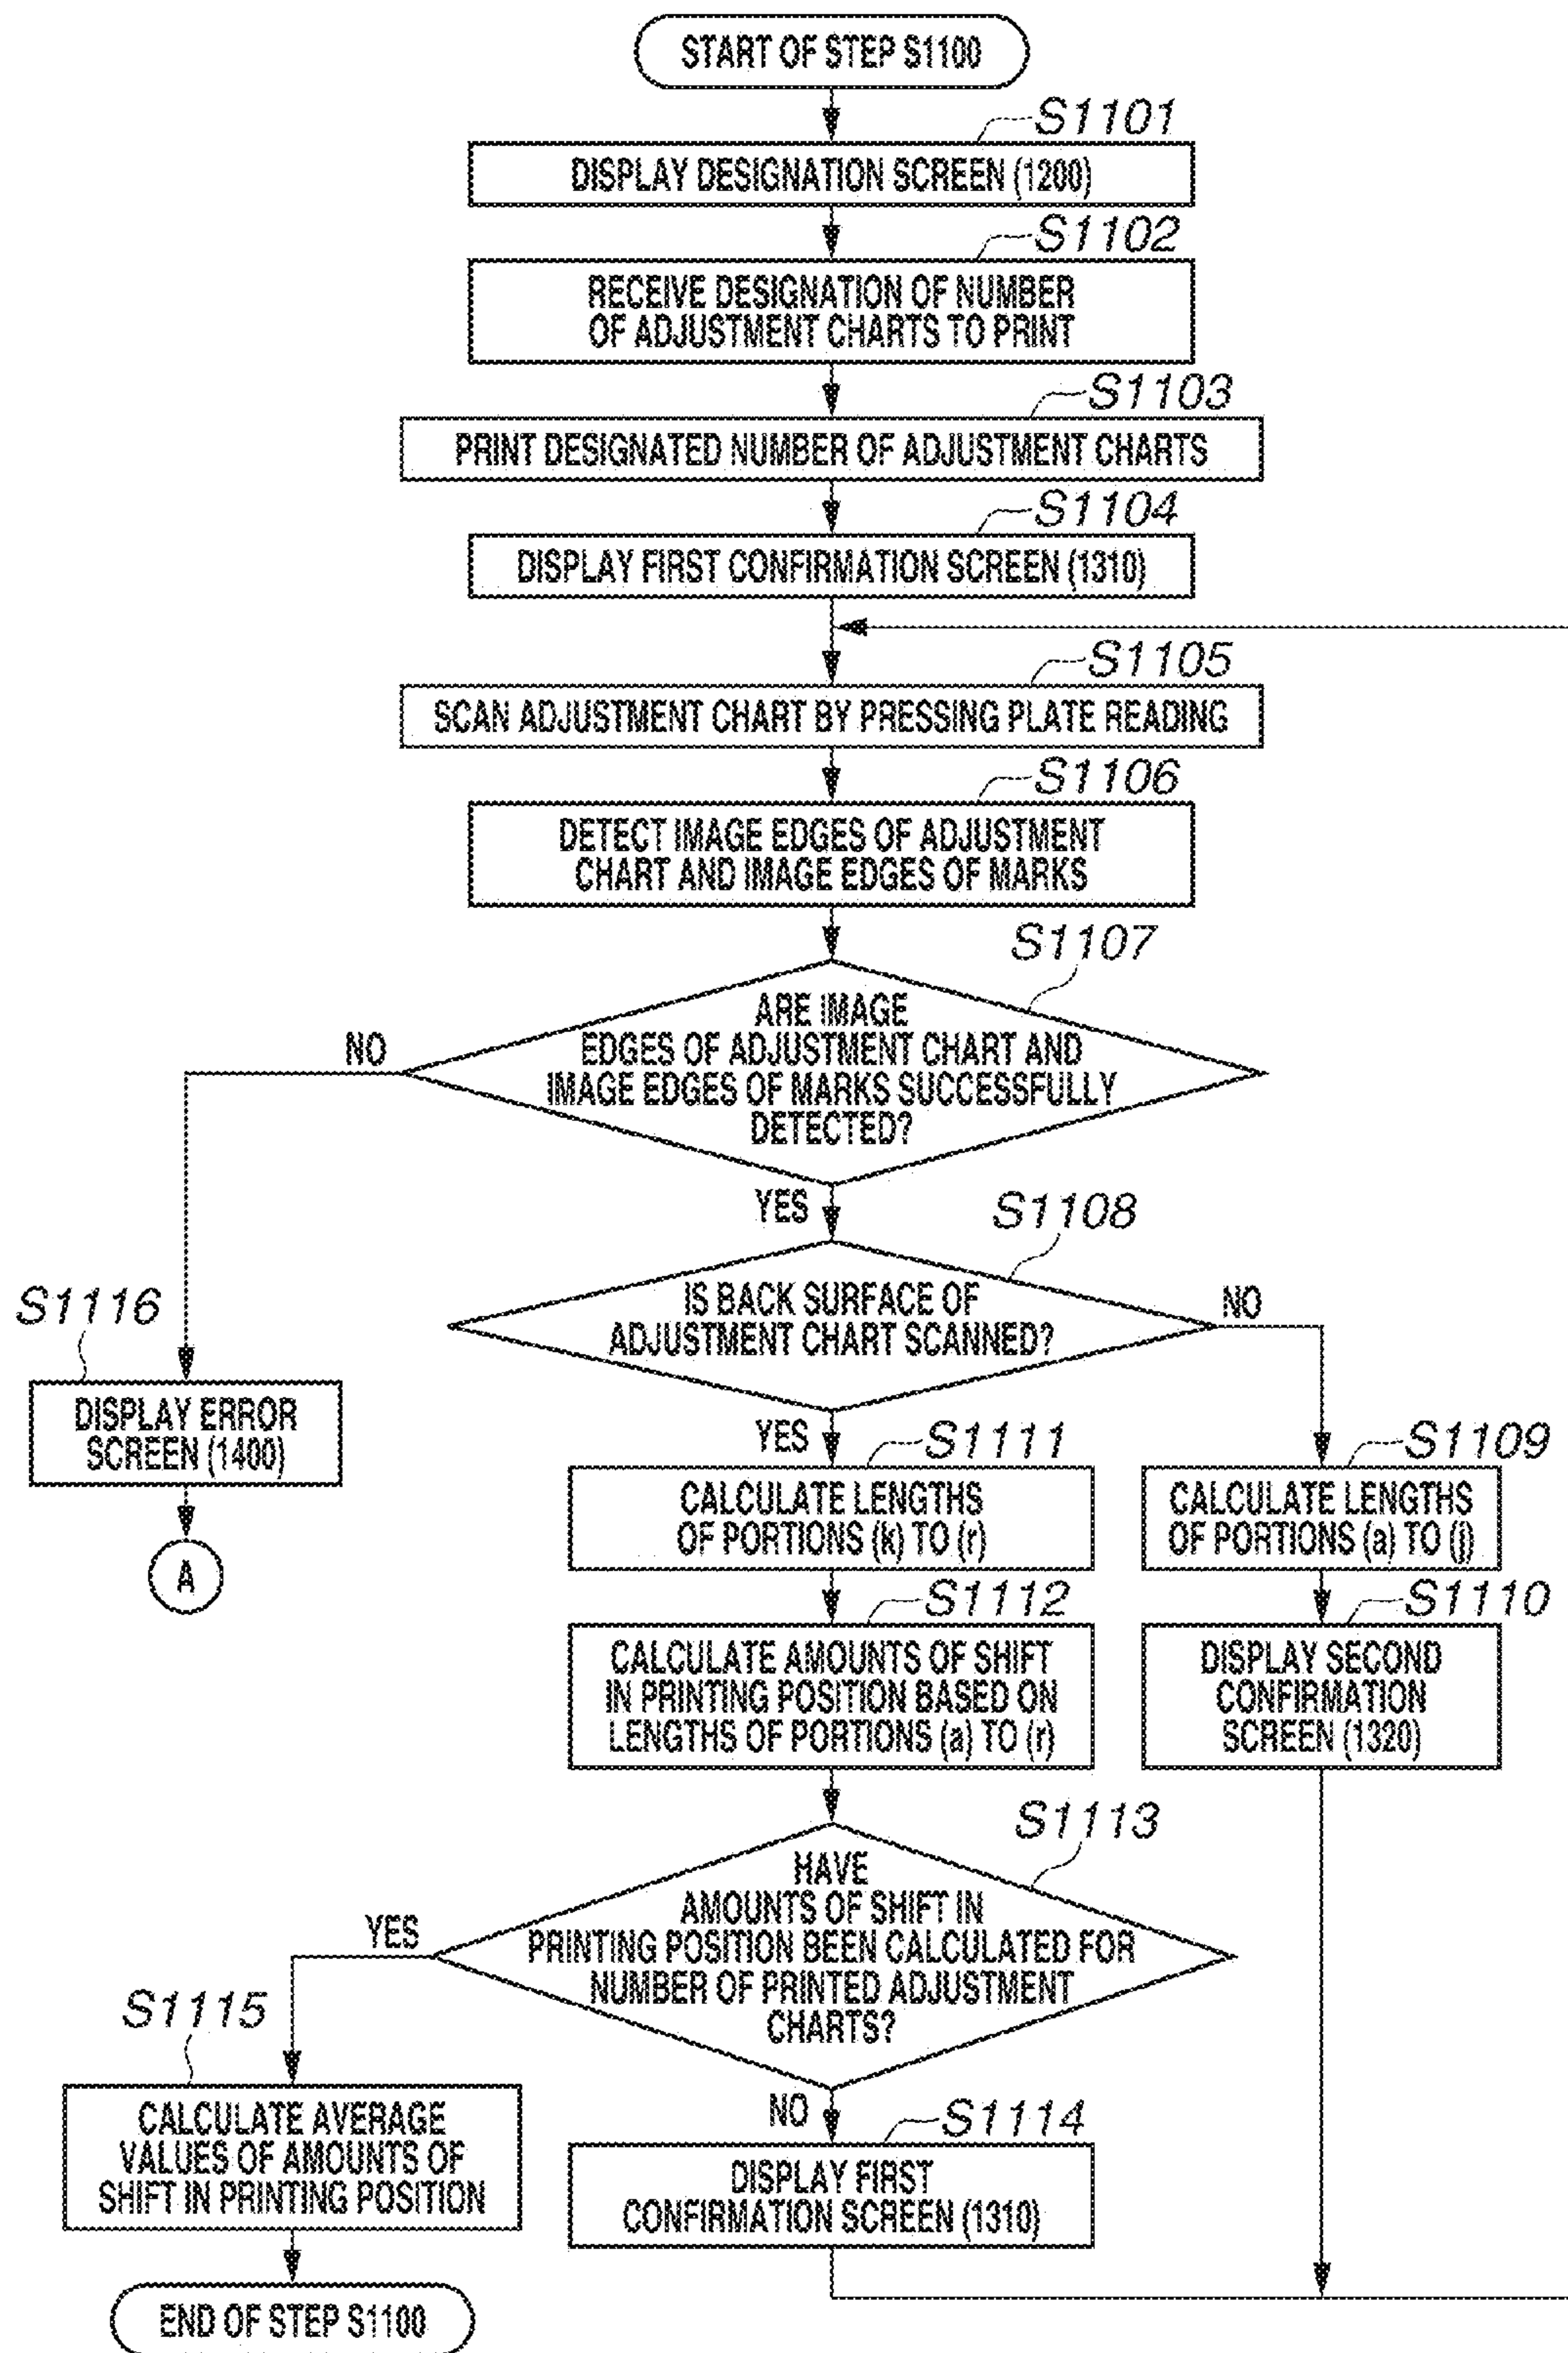 START OF STEP S1100
S1101
DISPLAY DESIGNATION SCREEN (1200)
S1102
RECEIVE DESIGNATION OF NUMBER
OF ADJUSTMENT CHARTS TO PRINT
S1103
PRINT DESIGNATED NUMBER OF ADJUSTMENT CHARTS
S1104
DISPLAY FIRST CONFIRMATION SCREEN (1310)
S1105
SCAN ADJUSTMENT CHART BY PRESSING PLATE READING
S1106
DETECT IMAGE EDGES OF ADJUSTMENT
CHART AND IMAGE EDGES OF MARKS
S1107
ARE IMAGE
EDGES OF ADJUSTMENT CHART AND
IMAGE EDGES OF MARKS SUCCESSFULLY
DETECTED?
NO
YES
S1108
IS BACK SURFACE OF
ADJUSTMENT CHART SCANNED?
NO
S1116
DISPLAY ERROR
SCREEN (1400)
A
YES
S1111
CALCULATE LENGTHS
OF PORTIONS (k) TO (r)
S1109
CALCULATE LENGTHS
OF PORTIONS (a) TO (j)
S1112
CALCULATE AMOUNTS OF SHIFT
IN PRINTING POSITION BASED ON
LENGTHS OF PORTIONS (a) TO (r)
S1110
DISPLAY SECOND
CONFIRMATION
SCREEN (1320)
S1113
HAVE
AMOUNTS OF SHIFT IN
PRINTING POSITION BEEN CALCULATED FOR
NUMBER OF PRINTED ADJUSTMENT
CHARTS?
YES
S1115
CALCULATE AVERAGE
VALUES OF AMOUNTS OF
SHIFT IN PRINTING POSITION
NO
S1114
DISPLAY FIRST
CONFIRMATION SCREEN (1310)
END OF STEP S1100